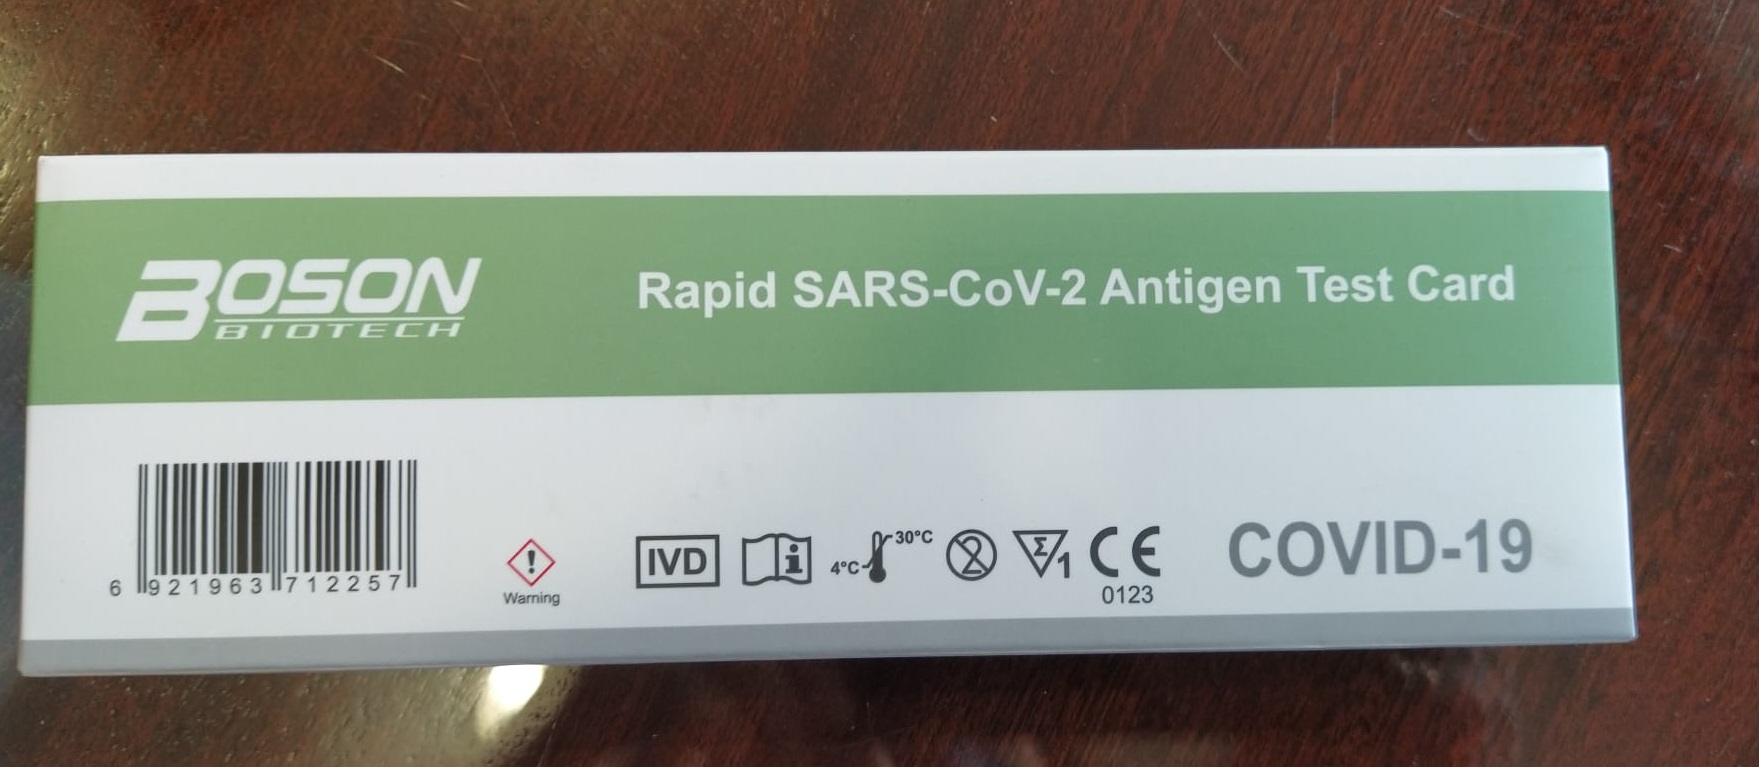 BOSON
BIOTECH
Rapid SARS-CoV-2 Antigen Test Card
6 921963 712257
Warning
IVD
i
4°C
30°C
2
Σ
1
CE
0123
COVID-19